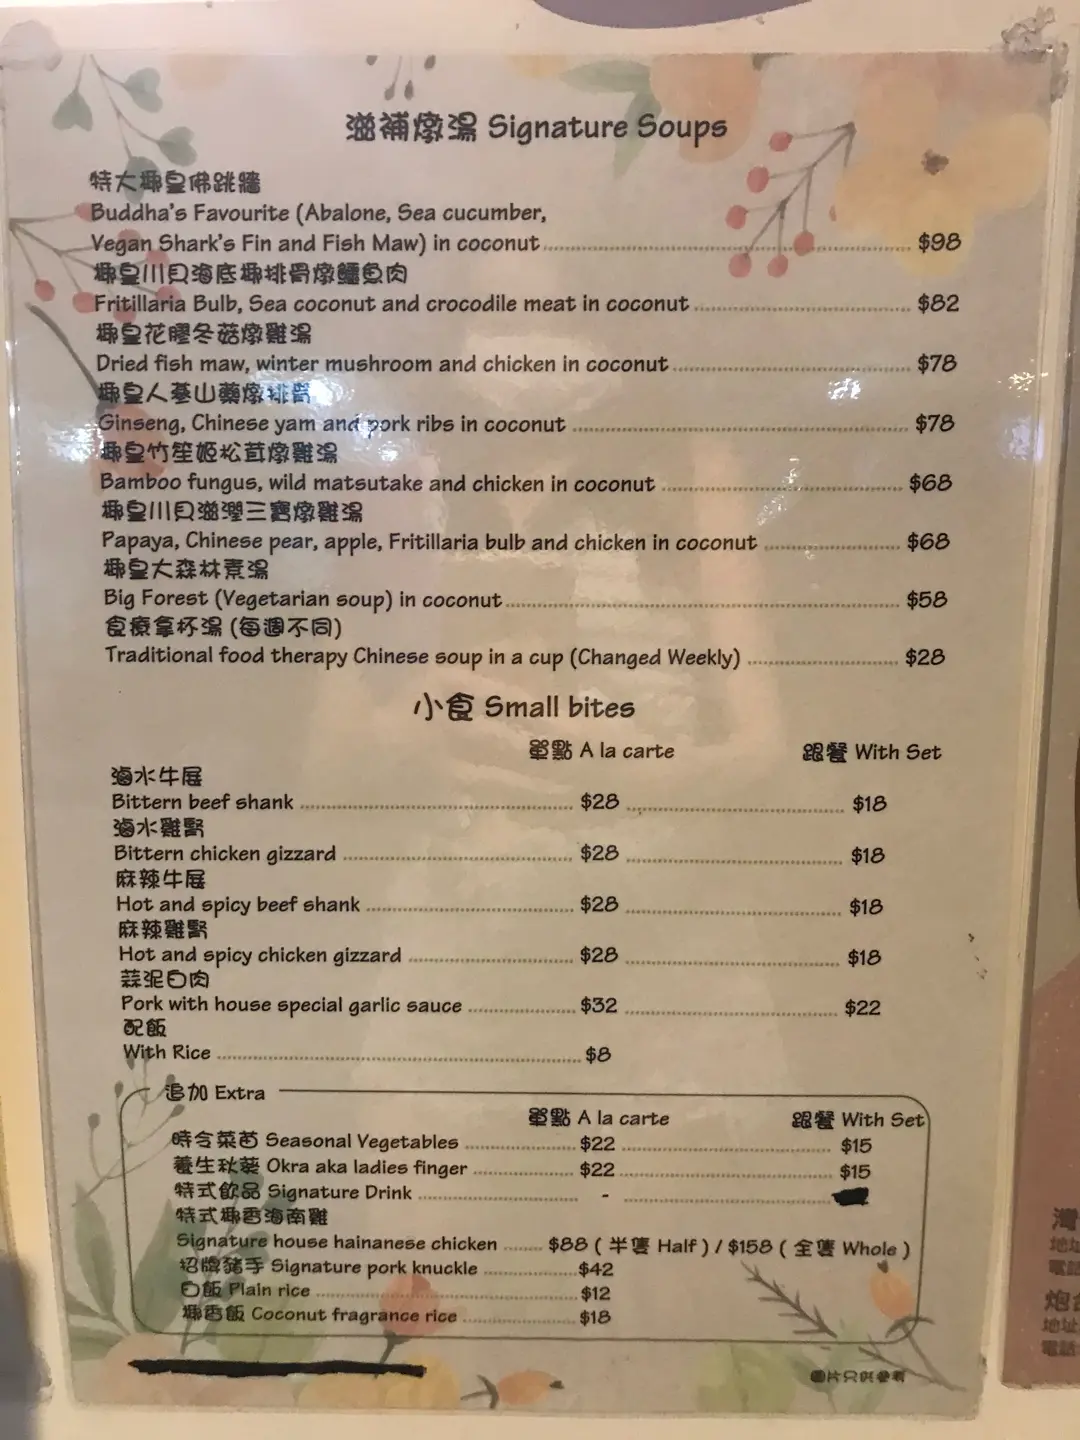 滋補燉湯 Signature Soups
特大椰皇佛跳牆
Buddha's Favourite (Abalone, Sea cucumber,
Vegan Shark's Fin and Fish Maw) in coconut $98
椰皇川貝海底椰排骨燉鱷魚肉
Fritillaria Bulb, Sea coconut and crocodile meat in coconut $82
椰皇花膠冬菇燉雞湯
Dried fish maw, winter mushroom and chicken in coconut $78
椰皇人蔘山藥燉排骨
Ginseng, Chinese yam and pork ribs in coconut $78
椰皇竹笙姬松茸燉雞湯
Bamboo fungus, wild matsutake and chicken in coconut $68
椰皇川貝滋潤三寶燉雞湯
Papaya, Chinese pear, apple, Fritillaria bulb and chicken in coconut $68
椰皇大森林素湯
Big Forest (Vegetarian soup) in coconut $58
食療拿杯湯 (每週不同)
Traditional food therapy Chinese soup in a cup (Changed Weekly) $28
小食 Small bites
單點 A la carte 跟餐 With Set
滷水牛𦟌
Bittern beef shank $28 $18
滷水雞腎
Bittern chicken gizzard $28 $18
麻辣牛𦟌
Hot and spicy beef shank $28 $18
麻辣雞腎
Hot and spicy chicken gizzard $28 $18
蒜泥白肉
Pork with house special garlic sauce $32 $22
配飯
With Rice $8
追加 Extra
單點 A la carte 跟餐 With Set
時令菜苗 Seasonal Vegetables $22 $15
養生秋葵 Okra aka ladies finger $22 $15
特式飲品 Signature Drink -
特式椰香海南雞
Signature house hainanese chicken $88 ( 半隻 Half ) / $158 ( 全隻 Whole )
招牌豬手 Signature pork knuckle $42
白飯 Plain rice $12
椰香飯 Coconut fragrance rice $18
圖片只供參考
灣
地址
電話
炮台
地址
電話